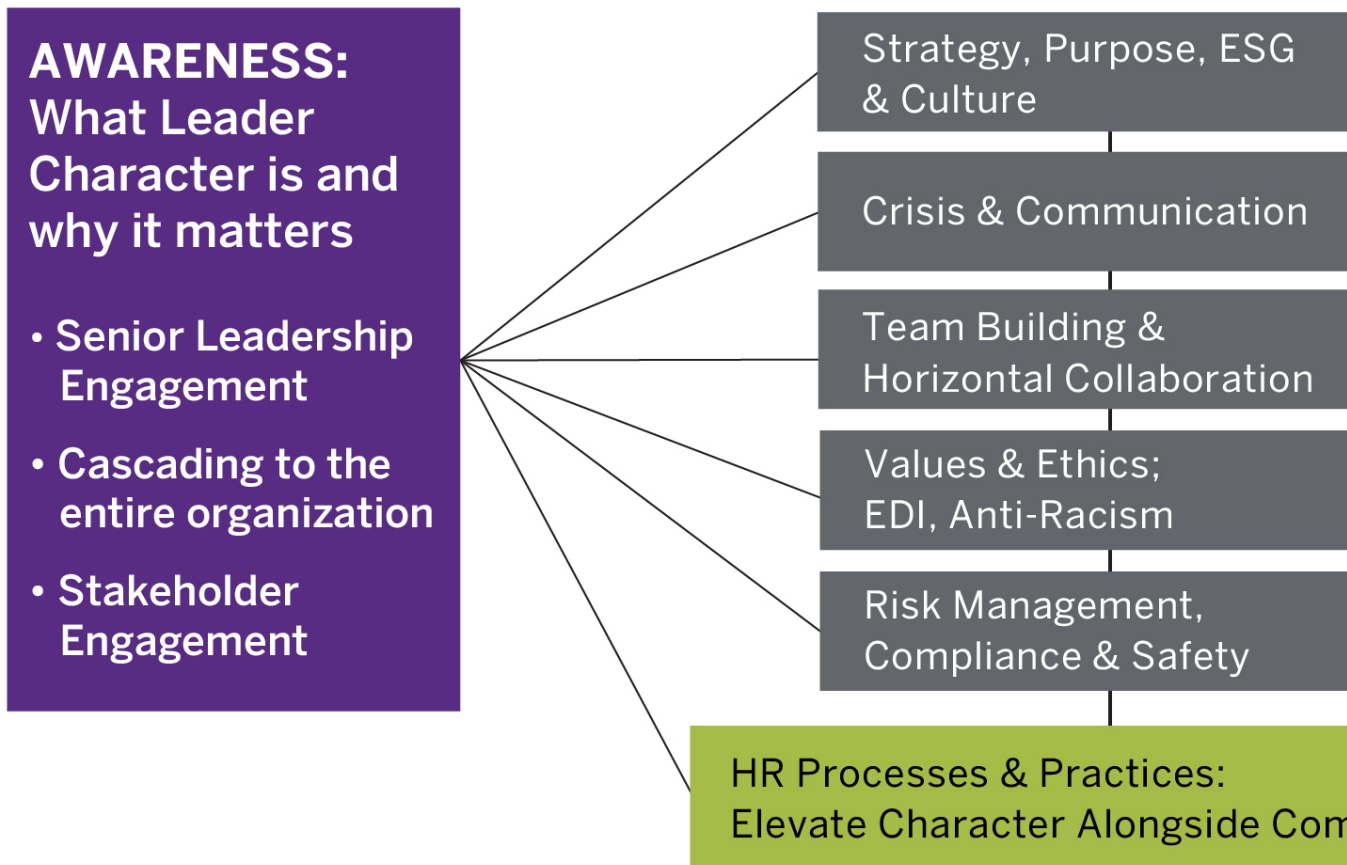 AWARENESS:
What Leader
Character is and
why it matters
• Senior Leadership
Engagement
• Cascading to the
entire organization
• Stakeholder
Engagement
Strategy, Purpose, ESG
& Culture
Crisis & Communication
Team Building &
Horizontal Collaboration
Values & Ethics;
EDI, Anti-Racism
Risk Management,
Compliance & Safety
HR Processes & Practices:
Elevate Character Alongside